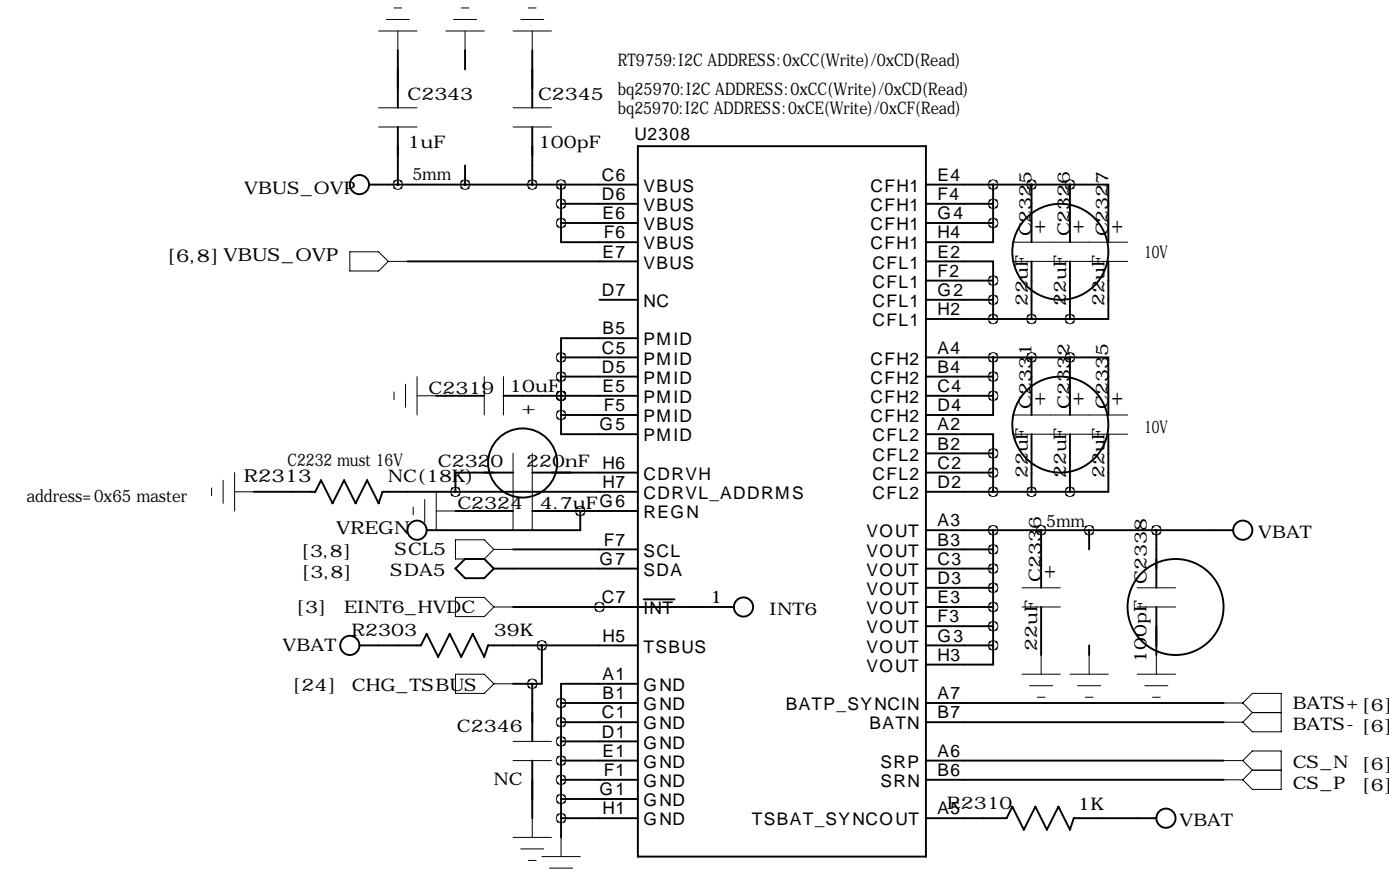 RT9759:I2C ADDRESS:0xCC(Write)/0xCD(Read)
bq25970:I2C ADDRESS:0xCC(Write)/0xCD(Read)
bq25970:I2C ADDRESS:0xCE(Write)/0xCF(Read)
U2308
C2343
1uF
C2345
100pF
VBUS_OVP
5mm
[6,8] VBUS_OVP
C6 VBUS
D6 VBUS
E6 VBUS
F6 VBUS
E7 VBUS
D7 NC
B5 PMID
C5 PMID
D5 PMID
E5 PMID
F5 PMID
G5 PMID
C2319 10uF
+
C2232 must 16V
C2320 220nF
H6 CDRVH
R2313 NC(18K)
H7 CDRVL_ADDRMS
address=0x65 master
C2324 4.7uF
G6 REGN
VREGN
[3,8] SCL5
F7 SCL
[3,8] SDA5
G7 SDA
[3] EINT6_HVDC
C7 INT
1 INT6
VBAT R2303 39K
H5 TSBUS
[24] CHG_TSBUS
C2346
NC
A1 GND
B1 GND
C1 GND
D1 GND
E1 GND
F1 GND
G1 GND
H1 GND
CFH1 E4
CFH1 F4
CFH1 G4
CFH1 H4
CFL1 E2
CFL1 F2
CFL1 G2
CFL1 H2
C2325 + 22uF
C2326 + 22uF
C2327 + 22uF
10V
CFH2 A4
CFH2 B4
CFH2 C4
CFH2 D4
CFL2 A2
CFL2 B2
CFL2 C2
CFL2 D2
C2331 + 22uF
C2332 + 22uF
C2335 + 22uF
10V
VOUT A3
VOUT B3
VOUT C3
VOUT D3
VOUT E3
VOUT F3
VOUT G3
VOUT H3
5mm
VBAT
C2336 + 22uF
C2338 100pF
BATP_SYNCIN A7
BATS+ [6]
BATN B7
BATS- [6]
SRP A6
CS_N [6]
SRN B6
CS_P [6]
TSBAT_SYNCOUT A5
R2310 1K
VBAT